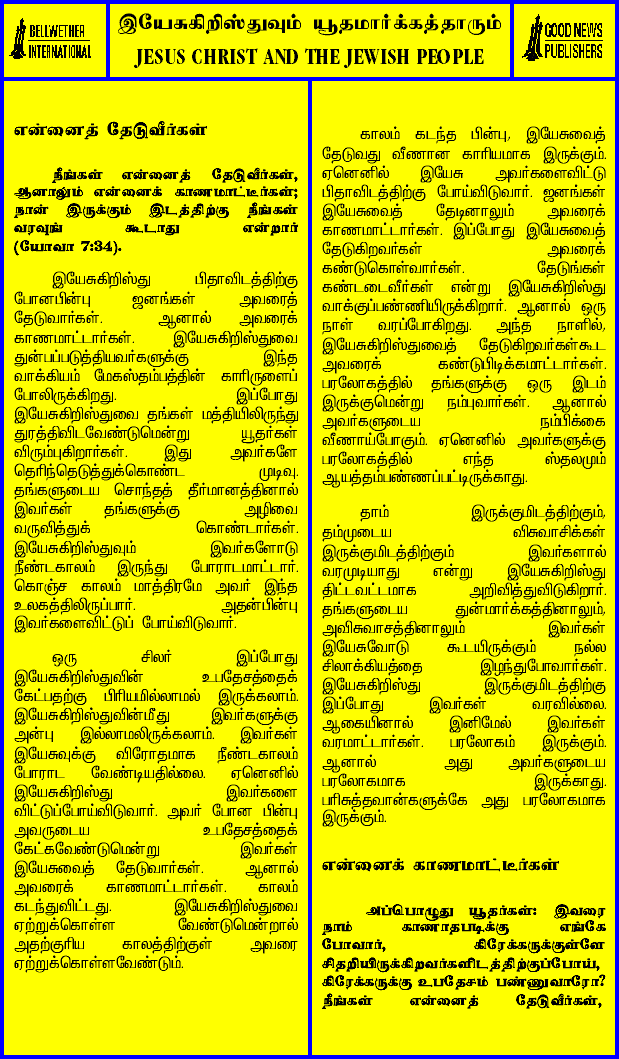 BELLWETHER
INTERNATIONAL
இயேசுகிறிஸ்துவும் யூதமார்க்கத்தாரும்
JESUS CHRIST AND THE JEWISH PEOPLE
GOOD NEWS
PUBLISHERS
என்னைத் தேடுவீர்கள்
நீங்கள் என்னைத் தேடுவீர்கள்,
ஆனாலும் என்னைக் காணமாட்டீர்கள்;
நான் இருக்கும் இடத்திற்கு நீங்கள்
வரவுங் கூடாது என்றார்
(யோவா 7:34).
இயேசுகிறிஸ்து பிதாவிடத்திற்கு
போனபின்பு ஜனங்கள் அவரைத்
தேடுவார்கள். ஆனால் அவரைக்
காணமாட்டார்கள். இயேசுகிறிஸ்துவை
துன்பப்படுத்தியவர்களுக்கு இந்த
வாக்கியம் மேகஸ்தம்பத்தின் காரிருளைப்
போலிருக்கிறது. இப்போது
இயேசுகிறிஸ்துவை தங்கள் மத்தியிலிருந்து
துரத்திவிடவேண்டுமென்று யூதர்கள்
விரும்புகிறார்கள். இது அவர்களே
தெரிந்தெடுத்துக்கொண்ட முடிவு.
தங்களுடைய சொந்தத் தீர்மானத்தினால்
இவர்கள் தங்களுக்கு அழிவை
வருவித்துக் கொண்டார்கள்.
இயேசுகிறிஸ்துவும் இவர்களோடு
நீண்டகாலம் இருந்து போராடமாட்டார்.
கொஞ்ச காலம் மாத்திரமே அவர் இந்த
உலகத்திலிருப்பார். அதன்பின்பு
இவர்களைவிட்டுப் போய்விடுவார்.
ஒரு சிலர் இப்போது
இயேசுகிறிஸ்துவின் உபதேசத்தைக்
கேட்பதற்கு பிரியமில்லாமல் இருக்கலாம்.
இயேசுகிறிஸ்துவின்மீது இவர்களுக்கு
அன்பு இல்லாமலிருக்கலாம். இவர்கள்
இயேசுவுக்கு விரோதமாக நீண்டகாலம்
போராட வேண்டியதில்லை. ஏனெனில்
இயேசுகிறிஸ்து இவர்களை
விட்டுப்போய்விடுவார். அவர் போன பின்பு
அவருடைய உபதேசத்தைக்
கேட்கவேண்டுமென்று இவர்கள்
இயேசுவைத் தேடுவார்கள். ஆனால்
அவரைக் காணமாட்டார்கள். காலம்
கடந்துவிட்டது. இயேசுகிறிஸ்துவை
ஏற்றுக்கொள்ள வேண்டுமென்றால்
அதற்குரிய காலத்திற்குள் அவரை
ஏற்றுக்கொள்ளவேண்டும்.
காலம் கடந்த பின்பு, இயேசுவைத்
தேடுவது வீணான காரியமாக இருக்கும்.
ஏனெனில் இயேசு அவர்களைவிட்டு
பிதாவிடத்திற்கு போய்விடுவார். ஜனங்கள்
இயேசுவைத் தேடினாலும் அவரைக்
காணமாட்டார்கள். இப்போது இயேசுவைத்
தேடுகிறவர்கள் அவரைக்
கண்டுகொள்வார்கள். தேடுங்கள்
கண்டடைவீர்கள் என்று இயேசுகிறிஸ்து
வாக்குப்பண்ணியிருக்கிறார். ஆனால் ஒரு
நாள் வரப்போகிறது. அந்த நாளில்,
இயேசுகிறிஸ்துவைத் தேடுகிறவர்கள்கூட
அவரைக் கண்டுபிடிக்கமாட்டார்கள்.
பரலோகத்தில் தங்களுக்கு ஒரு இடம்
இருக்குமென்று நம்புவார்கள். ஆனால்
அவர்களுடைய நம்பிக்கை
வீணாய்போகும். ஏனெனில் அவர்களுக்கு
பரலோகத்தில் எந்த ஸ்தலமும்
ஆயத்தம்பண்ணப்பட்டிருக்காது.
தாம் இருக்குமிடத்திற்கும்,
தம்முடைய விசுவாசிக்கள்
இருக்குமிடத்திற்கும் இவர்களால்
வரமுடியாது என்று இயேசுகிறிஸ்து
திட்டவட்டமாக அறிவித்துவிடுகிறார்.
தங்களுடைய துன்மார்க்கத்தினாலும்,
அவிசுவாசத்தினாலும் இவர்கள்
இயேசுவோடு கூடயிருக்கும் நல்ல
சிலாக்கியத்தை இழந்துபோவார்கள்.
இயேசுகிறிஸ்து இருக்குமிடத்திற்கு
இப்போது இவர்கள் வரவில்லை.
ஆகையினால் இனிமேல் இவர்கள்
வரமாட்டார்கள். பரலோகம் இருக்கும்.
ஆனால் அது அவர்களுடைய
பரலோகமாக இருக்காது.
பரிசுத்தவான்களுக்கே அது பரலோகமாக
இருக்கும்.
என்னைக் காணமாட்டீர்கள்
அப்பொழுது யூதர்கள்: இவரை
நாம் காணாதபடிக்கு எங்கே
போவார், கிரேக்கருக்குள்ளே
சிதறியிருக்கிறவர்களிடத்திற்குப்போய்,
கிரேக்கருக்கு உபதேசம் பண்ணுவாரோ?
நீங்கள் என்னைத் தேடுவீர்கள்,